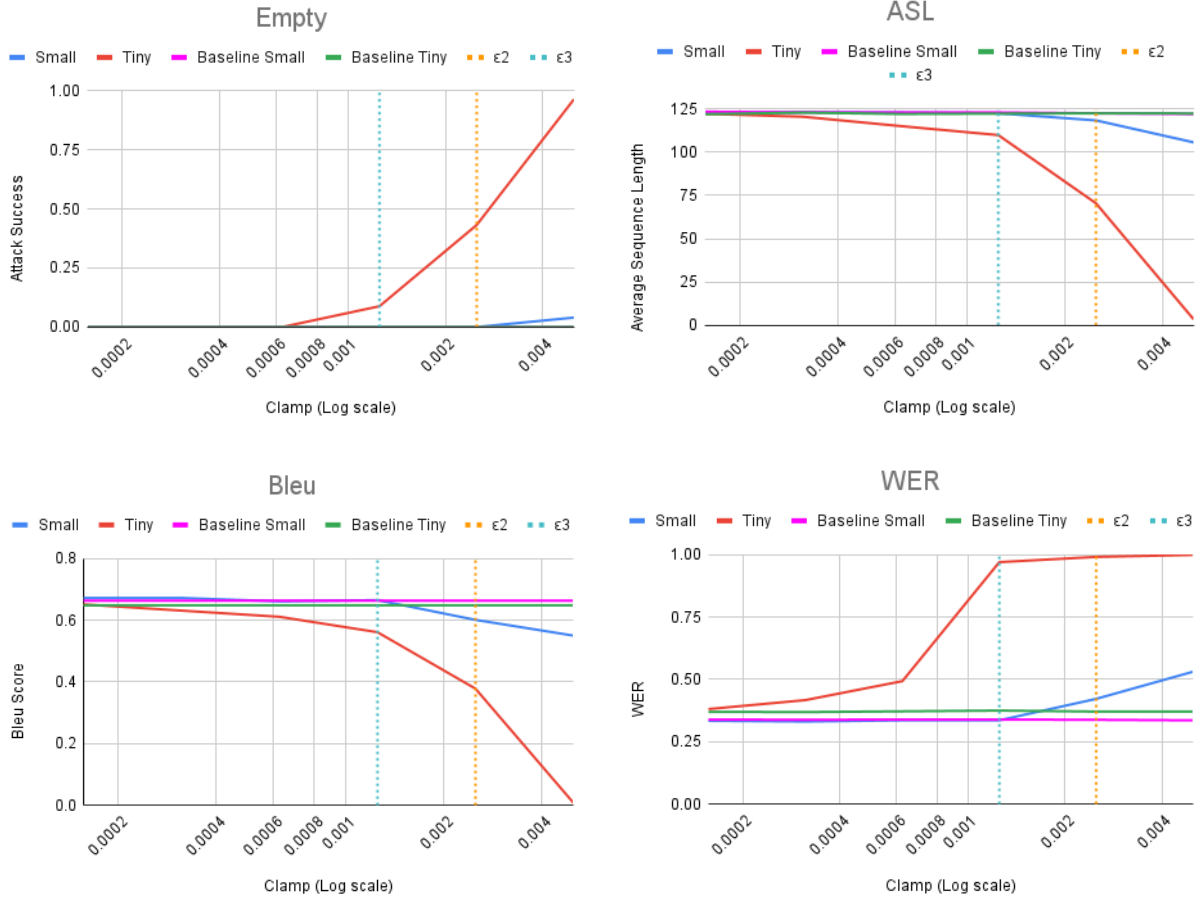 Empty
Small Tiny Baseline Small Baseline Tiny ε2 ε3
Attack Success
1.00
0.75
0.50
0.25
0.00
0.0002 0.0004 0.0006 0.0008 0.001 0.002 0.004
Clamp (Log scale)
ASL
Small Tiny Baseline Small Baseline Tiny ε2
ε3
Average Sequence Length
125
100
75
50
25
0
0.0002 0.0004 0.0006 0.0008 0.001 0.002 0.004
Clamp (Log scale)
Bleu
Small Tiny Baseline Small Baseline Tiny ε2 ε3
Bleu Score
0.8
0.6
0.4
0.2
0.0
0.0002 0.0004 0.0006 0.0008 0.001 0.002 0.004
Clamp (Log scale)
WER
Small Tiny Baseline Small Baseline Tiny ε2 ε3
WER
1.00
0.75
0.50
0.25
0.00
0.0002 0.0004 0.0006 0.0008 0.001 0.002 0.004
Clamp (Log scale)